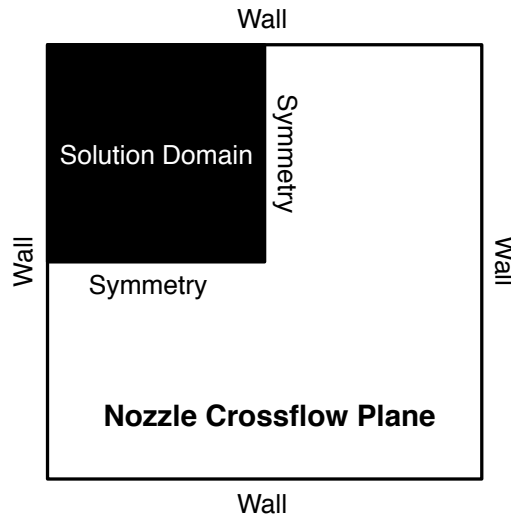 Wall
Solution Domain
Symmetry
Wall
Wall
Symmetry
Nozzle Crossflow Plane
Wall